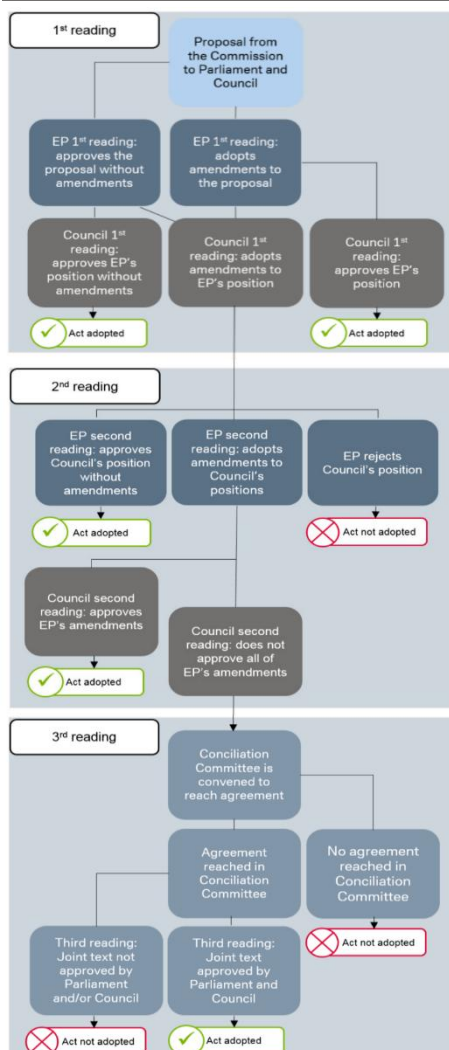 1st reading
Proposal from
the Commission
to Parliament and
Council
EP 1st reading:
approves the
proposal without
amendments
EP 1st reading:
adopts
amendments to
the proposal
Council 1st
reading:
approves EP's
position without
amendments
Council 1st
reading: adopts
amendments to
EP's position
Council 1st
reading:
approves EP's
position
Act adopted
Act adopted
2nd reading
EP second
reading: approves
Council's position
without
amendments
EP second
reading: adopts
amendments to
Council's
positions
EP rejects
Council's position
Act adopted
Act not adopted
Council second
reading: approves
EP's amendments
Council second
reading: does not
approve all of
EP's amendments
Act adopted
3rd reading
Conciliation
Committee is
convened to
reach agreement
Agreement
reached in
Conciliation
Committee
No agreement
reached in
Conciliation
Committee
Act not adopted
Third reading:
Joint text not
approved by
Parliament
and/or Council
Third reading:
Joint text
approved by
Parliament and
Council
Act not adopted
Act adopted